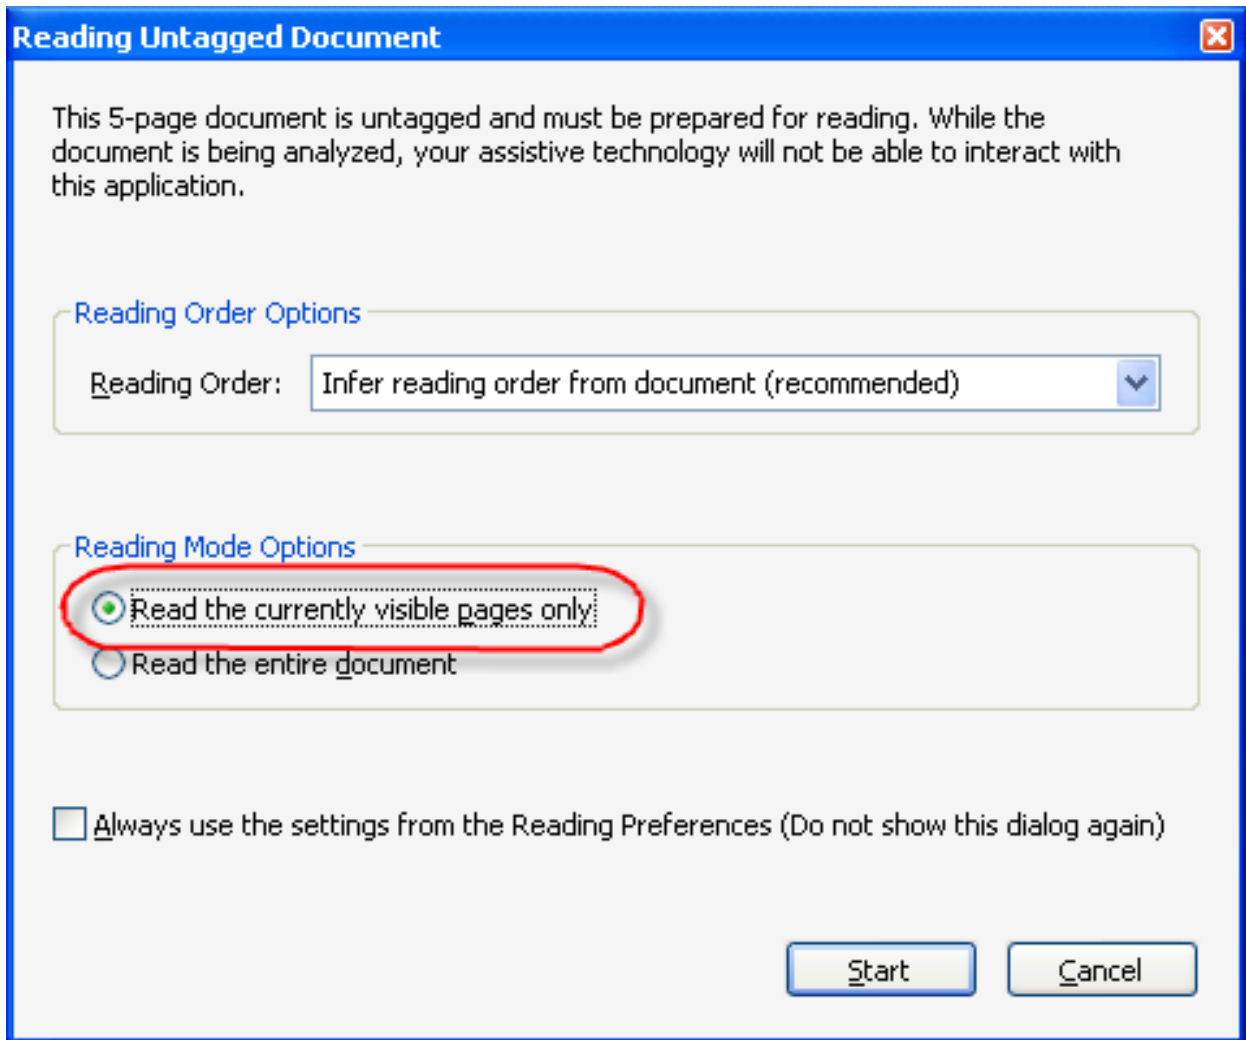 Reading Untagged Document
This 5-page document is untagged and must be prepared for reading. While the
document is being analyzed, your assistive technology will not be able to interact with
this application.
Reading Order Options
Reading Order: Infer reading order from document (recommended)
Reading Mode Options
Read the currently visible pages only
Read the entire document
Always use the settings from the Reading Preferences (Do not show this dialog again)
Start Cancel